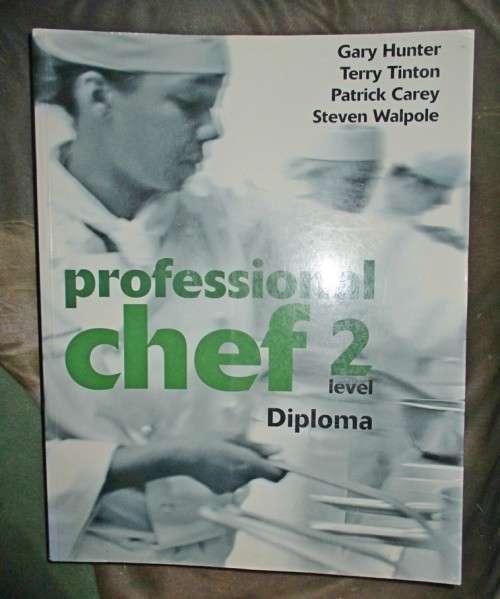 Gary Hunter
Terry Tinton
Patrick Carey
Steven Walpole
professional
chef 2
level
Diploma